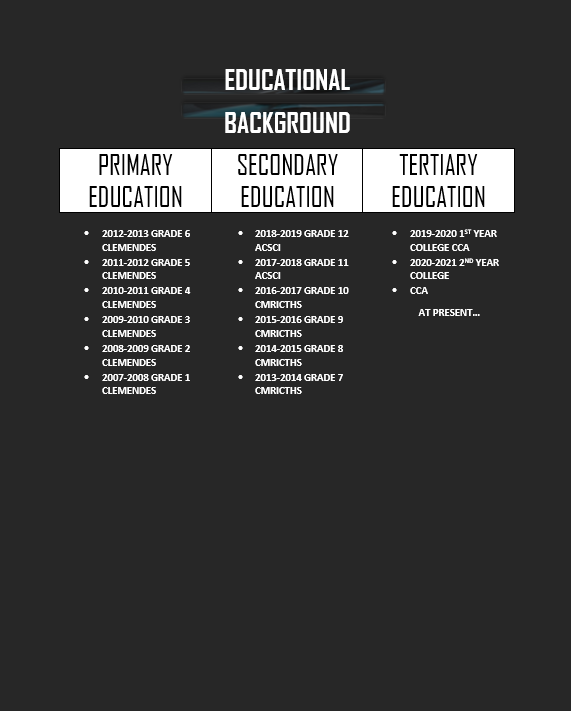 EDUCATIONAL
BACKGROUND
PRIMARY
EDUCATION
SECONDARY
EDUCATION
TERTIARY
EDUCATION
• 2012-2013 GRADE 6
CLEMENDES
• 2011-2012 GRADE 5
CLEMENDES
• 2010-2011 GRADE 4
CLEMENDES
• 2009-2010 GRADE 3
CLEMENDES
• 2008-2009 GRADE 2
CLEMENDES
• 2007-2008 GRADE 1
CLEMENDES
• 2018-2019 GRADE 12
ACSCI
• 2017-2018 GRADE 11
ACSCI
• 2016-2017 GRADE 10
CMRICTHS
• 2015-2016 GRADE 9
CMRICTHS
• 2014-2015 GRADE 8
CMRICTHS
• 2013-2014 GRADE 7
CMRICTHS
• 2019-2020 1ST YEAR
COLLEGE CCA
• 2020-2021 2ND YEAR
COLLEGE
• CCA
AT PRESENT...